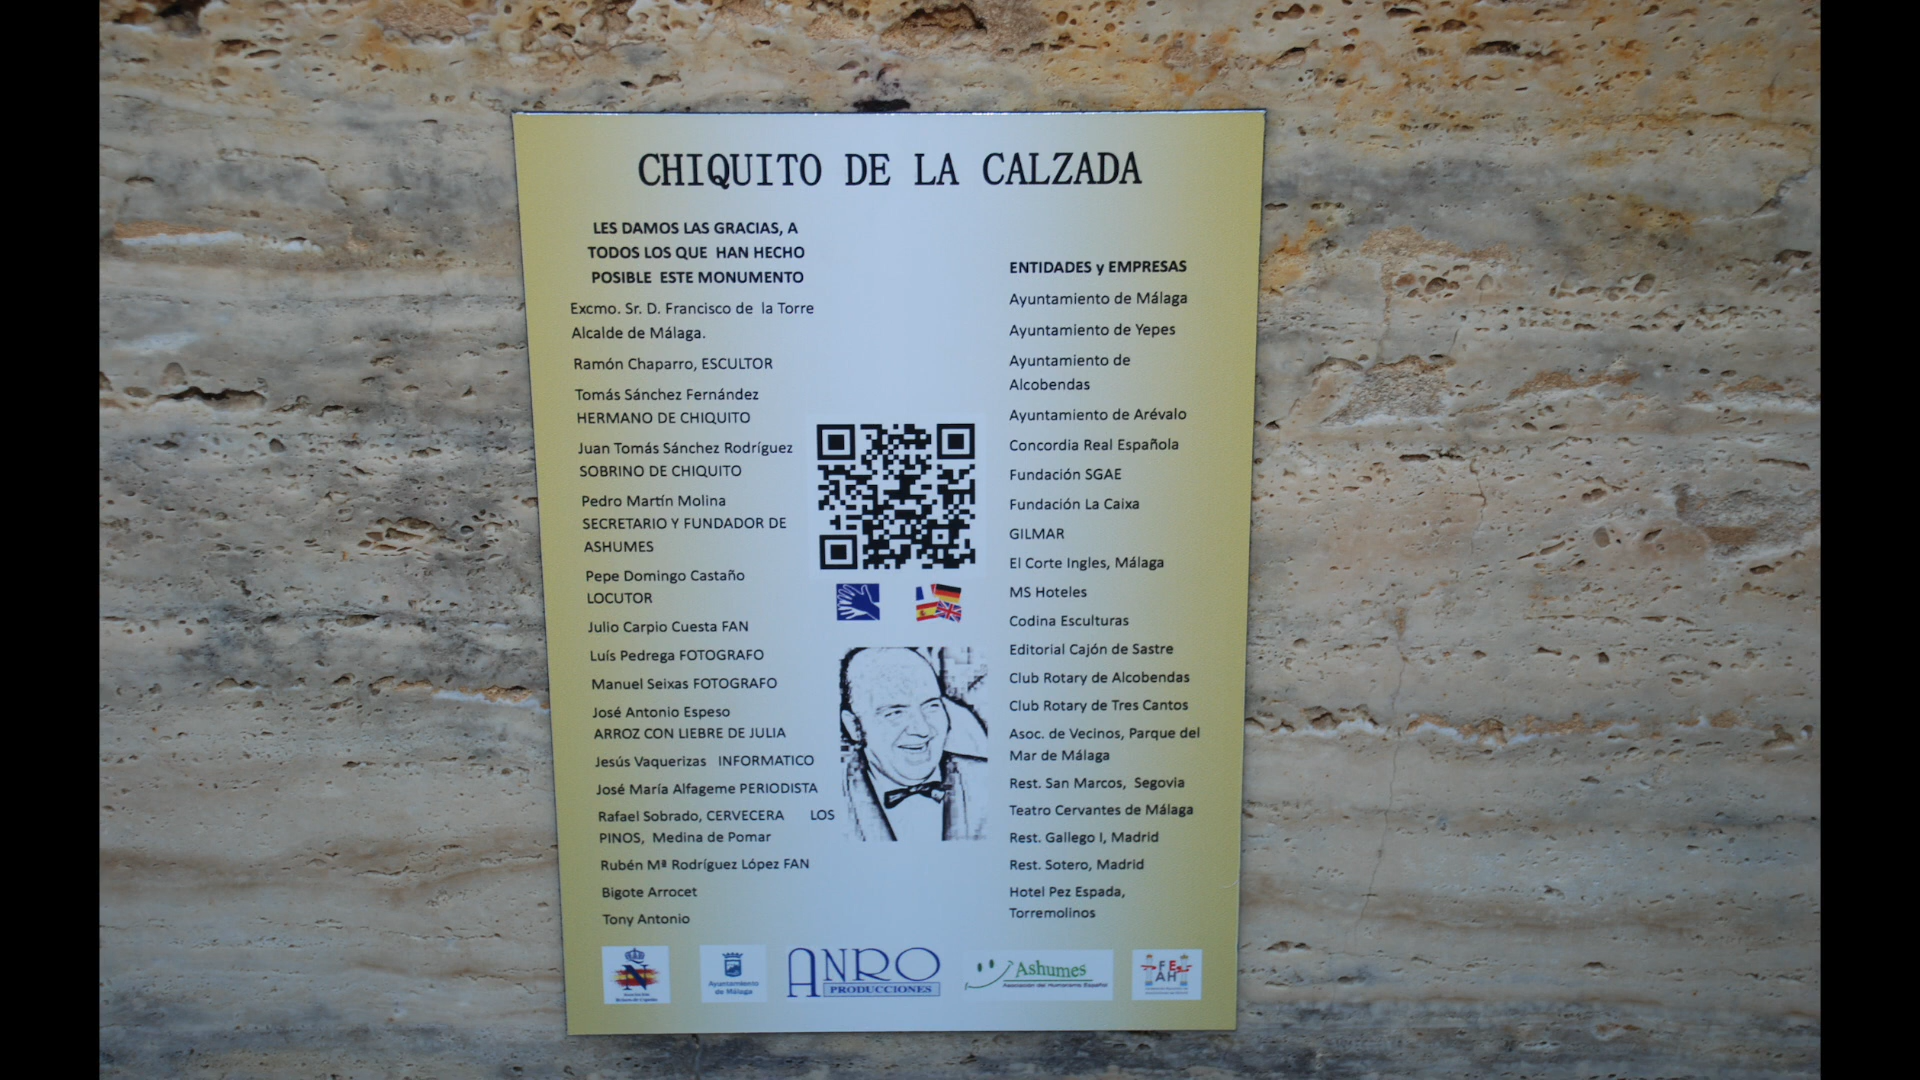 CHIQUITO DE LA CALZADA
LES DAMOS LAS GRACIAS, A
TODOS LOS QUE HAN HECHO
POSIBLE ESTE MONUMENTO
Excmo. Sr. D. Francisco de la Torre
Alcalde de Málaga.
Ramón Chaparro, ESCULTOR
Tomás Sánchez Fernández
HERMANO DE CHIQUITO
Juan Tomás Sánchez Rodríguez
SOBRINO DE CHIQUITO
Pedro Martín Molina
SECRETARIO Y FUNDADOR DE
ASHUMES
Pepe Domingo Castaño
LOCUTOR
Julio Carpio Cuesta FAN
Luís Pedrega FOTOGRAFO
Manuel Seixas FOTOGRAFO
José Antonio Espeso
ARROZ CON LIEBRE DE JULIA
Jesús Vaquerizas INFORMATICO
José María Alfageme PERIODISTA
Rafael Sobrado, CERVECERA LOS
PINOS, Medina de Pomar
Rubén Mª Rodríguez López FAN
Bigote Arrocet
Tony Antonio
ENTIDADES y EMPRESAS
Ayuntamiento de Málaga
Ayuntamiento de Yepes
Ayuntamiento de
Alcobendas
Ayuntamiento de Arévalo
Concordia Real Española
Fundación SGAE
Fundación La Caixa
GILMAR
El Corte Ingles, Málaga
MS Hoteles
Codina Esculturas
Editorial Cajón de Sastre
Club Rotary de Alcobendas
Club Rotary de Tres Cantos
Asoc. de Vecinos, Parque del
Mar de Málaga
Rest. San Marcos, Segovia
Teatro Cervantes de Málaga
Rest. Gallego I, Madrid
Rest. Sotero, Madrid
Hotel Pez Espada,
Torremolinos
N
Ayuntamiento
de Málaga
ANRO
PRODUCCIONES
Ashumes
Asociación del Humorismo Español
FE
AH